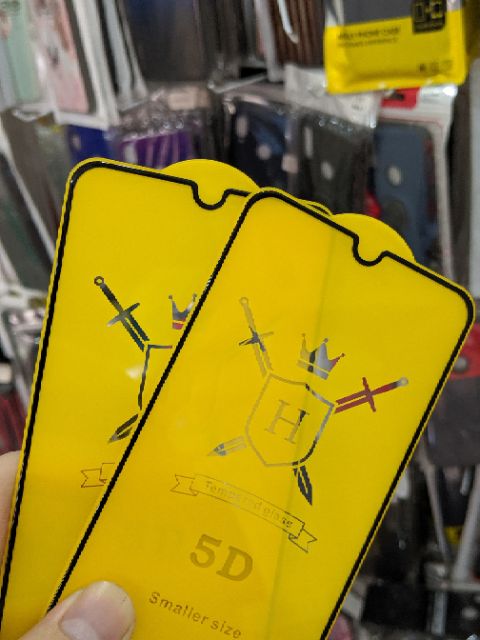 H
Tempered glass
5D
Smaller size